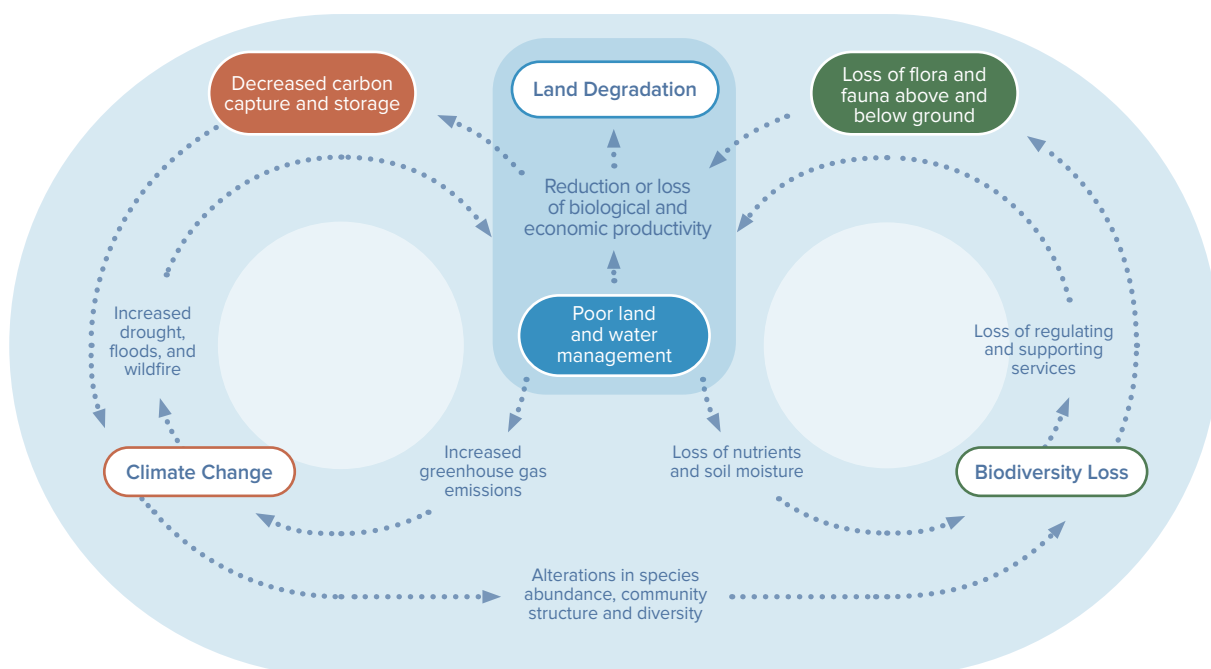 Decreased carbon
capture and storage
Land Degradation
Loss of flora and
fauna above and
below ground
Reduction or loss
of biological and
economic productivity
Increased
drought,
floods, and
wildfire
Poor land
and water
management
Loss of regulating
and supporting
services
Climate Change
Increased
greenhouse gas
emissions
Loss of nutrients
and soil moisture
Biodiversity Loss
Alterations in species
abundance, community
structure and diversity